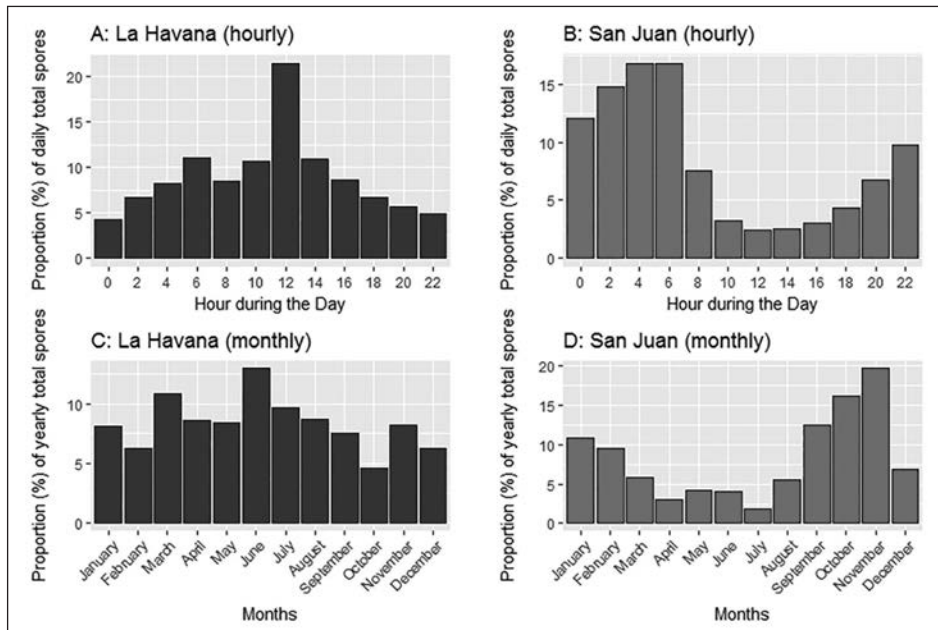 A: La Havana (hourly)
Proportion (%) of daily total spores
20
15
10
5
0
0 2 4 6 8 10 12 14 16 18 20 22
Hour during the Day
B: San Juan (hourly)
Proportion (%) of daily total spores
15
10
5
0
0 2 4 6 8 10 12 14 16 18 20 22
Hour during the Day
C: La Havana (monthly)
Proportion (%) of yearly total spores
10
5
0
January February March April May June July August September October November December
Months
D: San Juan (monthly)
Proportion (%) of yearly total spores
20
15
10
5
0
January February March April May June July August September October November December
Months